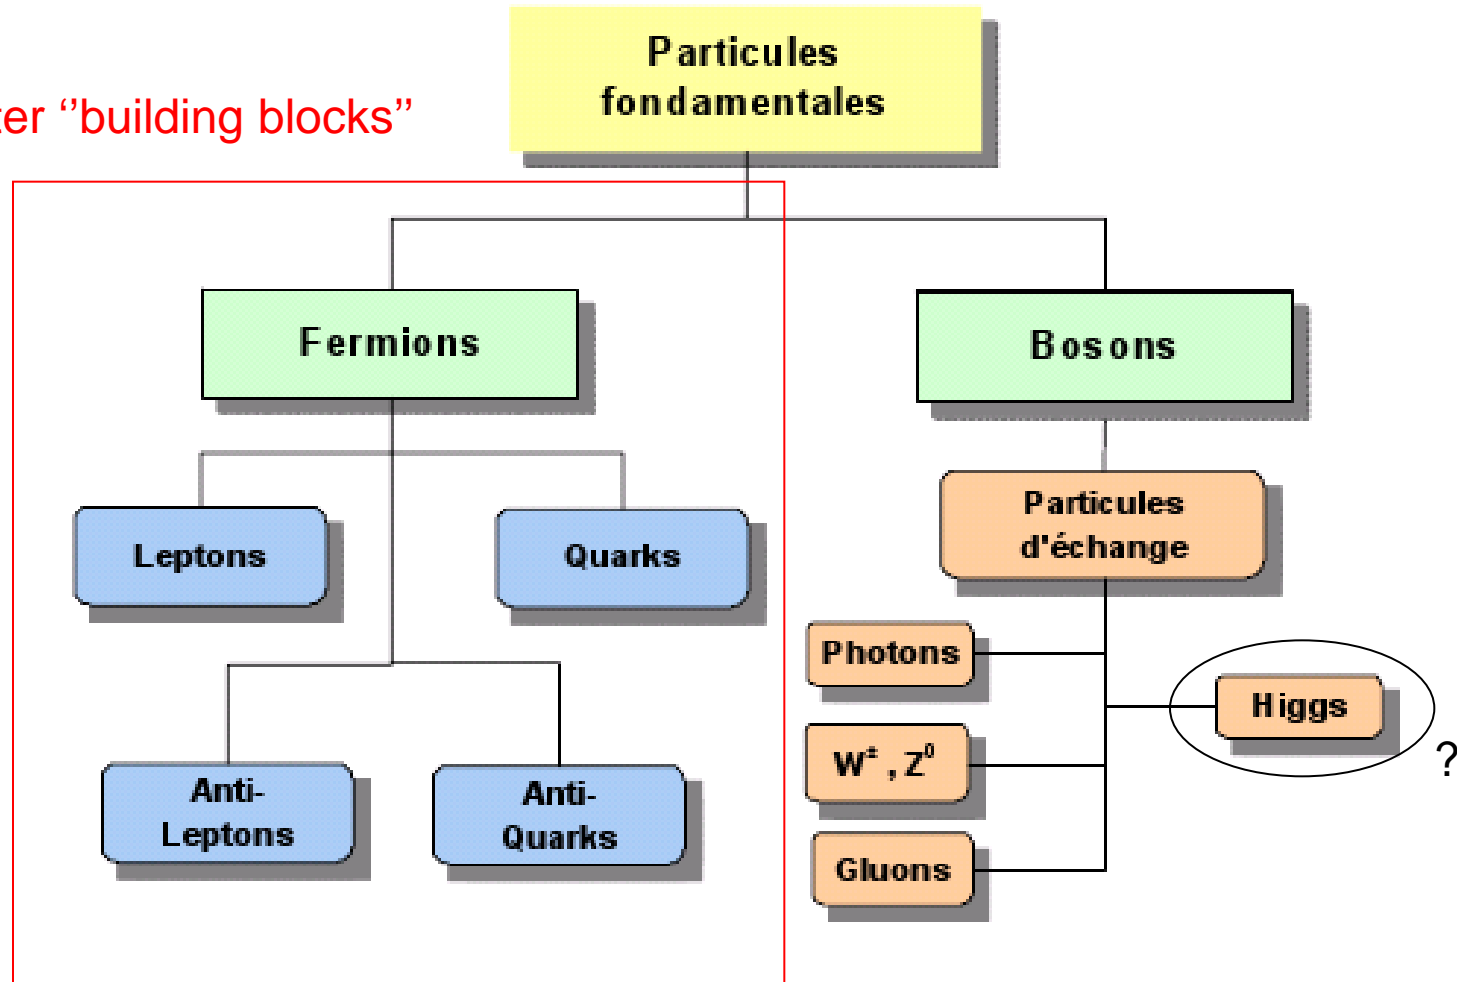 Particules
fondamentales
ter ‘’building blocks’’
Fermions
Bosons
Leptons
Quarks
Particules
d'échange
Photons
Higgs
?
W± , Z⁰
Anti-
Leptons
Anti-
Quarks
Gluons